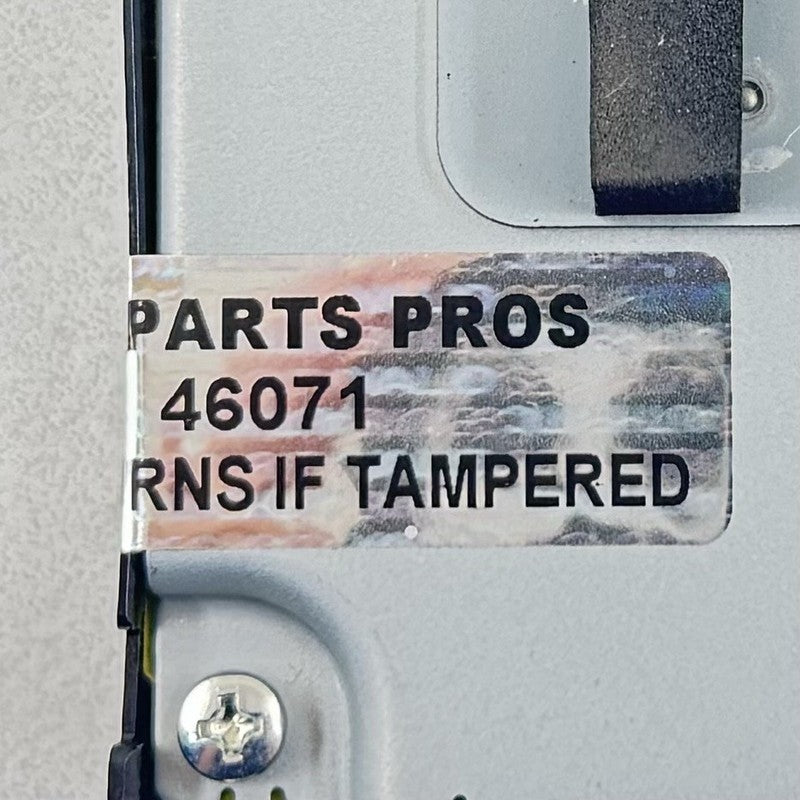 PARTS PROS
46071
RNS IF TAMPERED